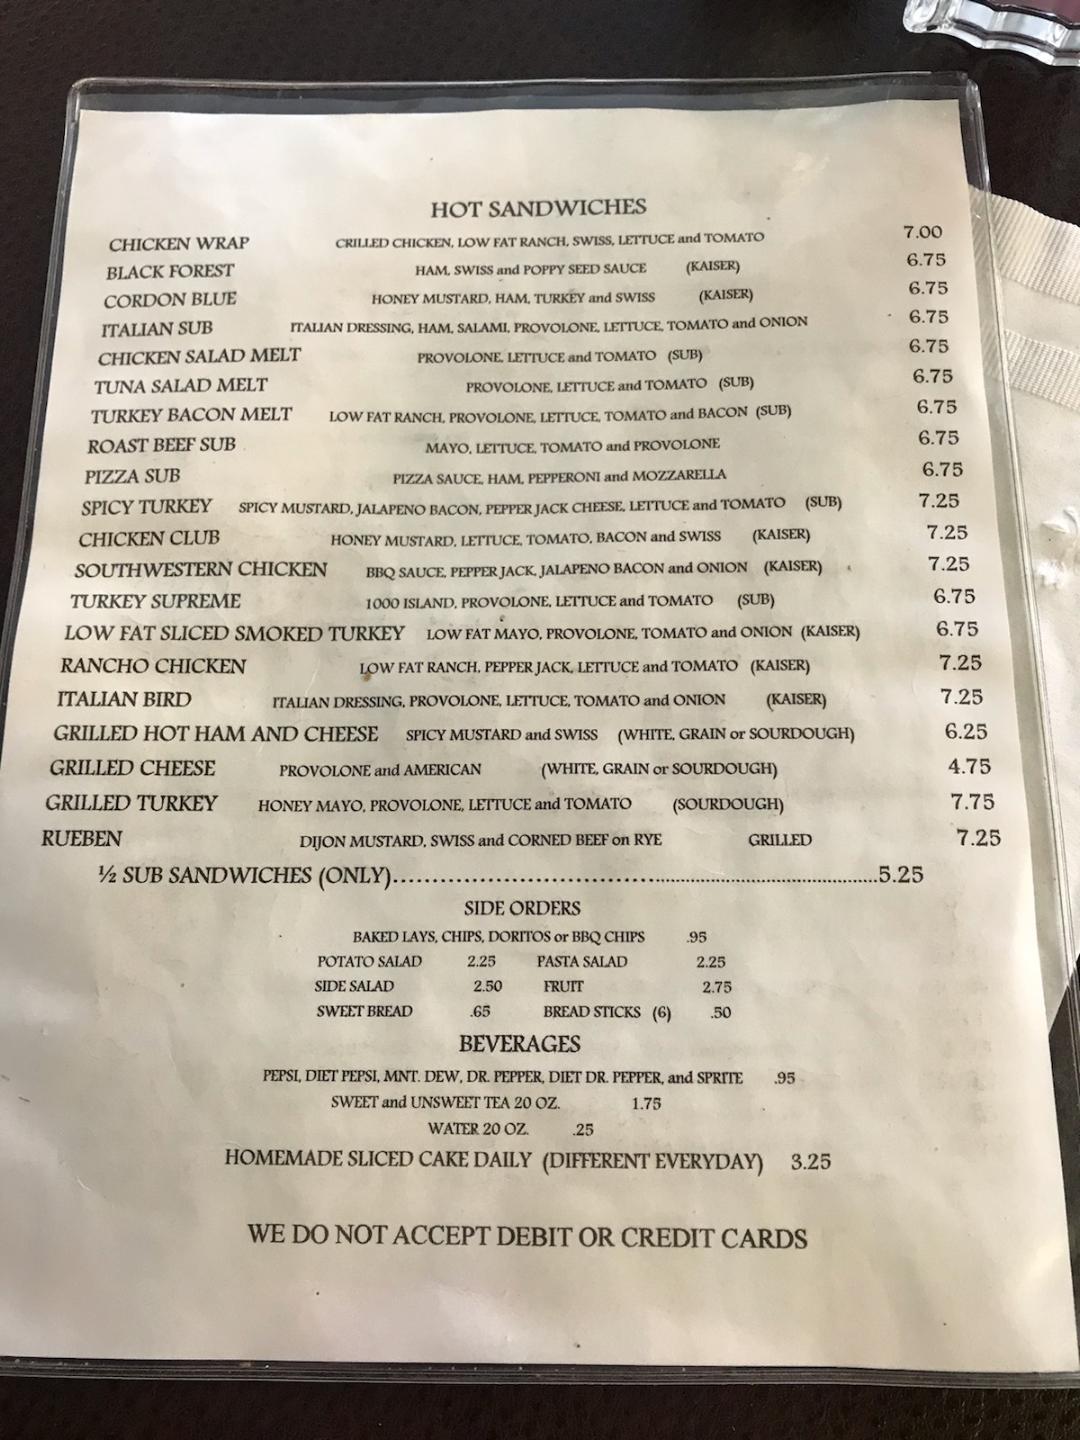 HOT SANDWICHES
CHICKEN WRAP GRILLED CHICKEN, LOW FAT RANCH, SWISS, LETTUCE and TOMATO 7.00
BLACK FOREST HAM, SWISS and POPPY SEED SAUCE (KAISER) 6.75
CORDON BLUE HONEY MUSTARD, HAM, TURKEY and SWISS (KAISER) 6.75
ITALIAN SUB ITALIAN DRESSING, HAM, SALAMI, PROVOLONE, LETTUCE, TOMATO and ONION 6.75
CHICKEN SALAD MELT PROVOLONE, LETTUCE and TOMATO (SUB) 6.75
TUNA SALAD MELT PROVOLONE, LETTUCE and TOMATO (SUB) 6.75
TURKEY BACON MELT LOW FAT RANCH, PROVOLONE, LETTUCE, TOMATO and BACON (SUB) 6.75
ROAST BEEF SUB MAYO, LETTUCE, TOMATO and PROVOLONE 6.75
PIZZA SUB PIZZA SAUCE, HAM, PEPPERONI and MOZZARELLA 6.75
SPICY TURKEY SPICY MUSTARD, JALAPENO BACON, PEPPER JACK CHEESE, LETTUCE and TOMATO (SUB) 7.25
CHICKEN CLUB HONEY MUSTARD, LETTUCE, TOMATO, BACON and SWISS (KAISER) 7.25
SOUTHWESTERN CHICKEN BBQ SAUCE, PEPPER JACK, JALAPENO BACON and ONION (KAISER) 7.25
TURKEY SUPREME 1000 ISLAND, PROVOLONE, LETTUCE and TOMATO (SUB) 6.75
LOW FAT SLICED SMOKED TURKEY LOW FAT MAYO, PROVOLONE, TOMATO and ONION (KAISER) 6.75
RANCHO CHICKEN LOW FAT RANCH, PEPPER JACK, LETTUCE and TOMATO (KAISER) 7.25
ITALIAN BIRD ITALIAN DRESSING, PROVOLONE, LETTUCE, TOMATO and ONION (KAISER) 7.25
GRILLED HOT HAM AND CHEESE SPICY MUSTARD and SWISS (WHITE, GRAIN or SOURDOUGH) 6.25
GRILLED CHEESE PROVOLONE and AMERICAN (WHITE, GRAIN or SOURDOUGH) 4.75
GRILLED TURKEY HONEY MAYO, PROVOLONE, LETTUCE and TOMATO (SOURDOUGH) 7.75
RUEBEN DIJON MUSTARD, SWISS and CORNED BEEF on RYE GRILLED 7.25
½ SUB SANDWICHES (ONLY)........................................................................5.25
SIDE ORDERS
BAKED LAYS, CHIPS, DORITOS or BBQ CHIPS .95
POTATO SALAD 2.25 PASTA SALAD 2.25
SIDE SALAD 2.50 FRUIT 2.75
SWEET BREAD .65 BREAD STICKS (6) .50
BEVERAGES
PEPSI, DIET PEPSI, MNT. DEW, DR. PEPPER, DIET DR. PEPPER, and SPRITE .95
SWEET and UNSWEET TEA 20 OZ. 1.75
WATER 20 OZ. .25
HOMEMADE SLICED CAKE DAILY (DIFFERENT EVERYDAY) 3.25
WE DO NOT ACCEPT DEBIT OR CREDIT CARDS